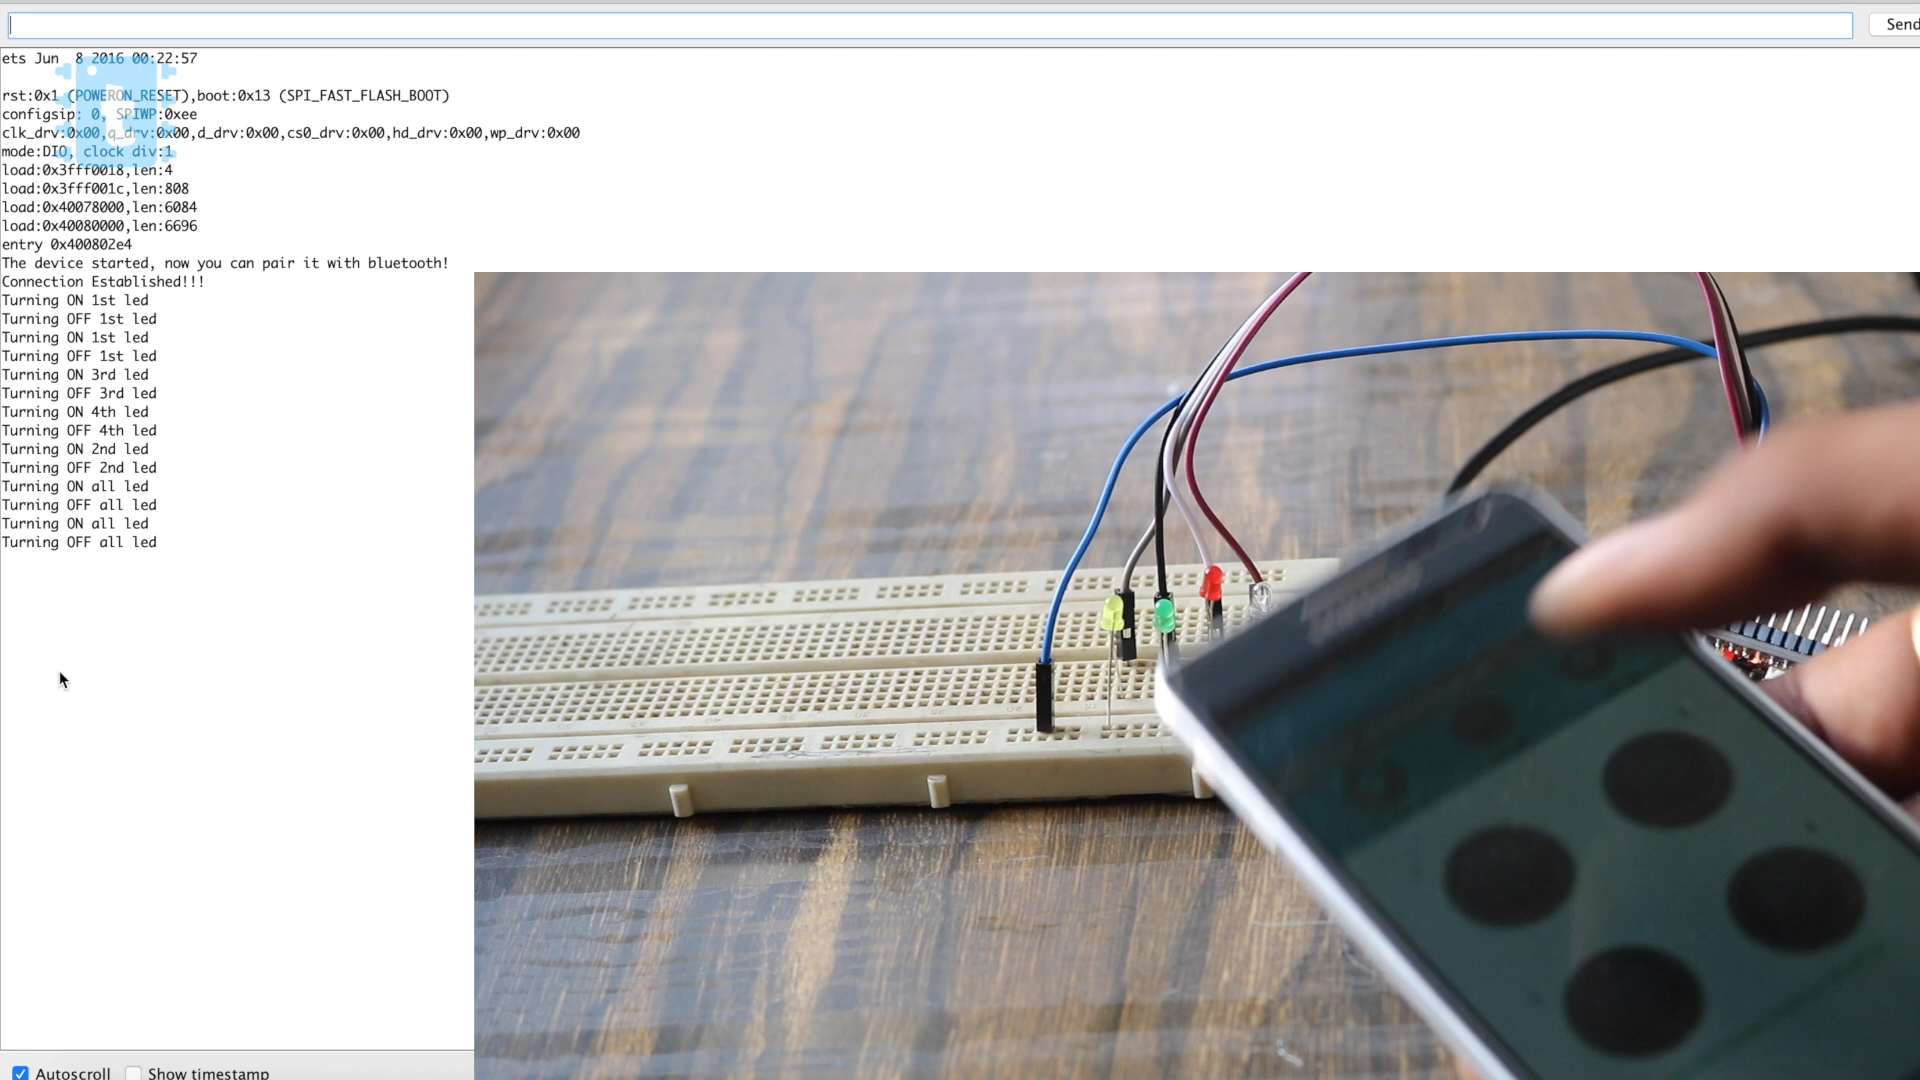 Send
ets Jun  8 2016 00:22:57
rst:0x1 (POWERON_RESET),boot:0x13 (SPI_FAST_FLASH_BOOT)
configsip: 0, SPIWP:0xee
clk_drv:0x00,q_drv:0x00,d_drv:0x00,cs0_drv:0x00,hd_drv:0x00,wp_drv:0x00
mode:DIO, clock div:1
load:0x3fff0018,len:4
load:0x3fff001c,len:808
load:0x40078000,len:6084
load:0x40080000,len:6696
entry 0x400802e4
The device started, now you can pair it with bluetooth!
Connection Established!!!
Turning ON 1st led
Turning OFF 1st led
Turning ON 1st led
Turning OFF 1st led
Turning ON 3rd led
Turning OFF 3rd led
Turning ON 4th led
Turning OFF 4th led
Turning ON 2nd led
Turning OFF 2nd led
Turning ON all led
Turning OFF all led
Turning ON all led
Turning OFF all led
Autoscroll
Show timestamp